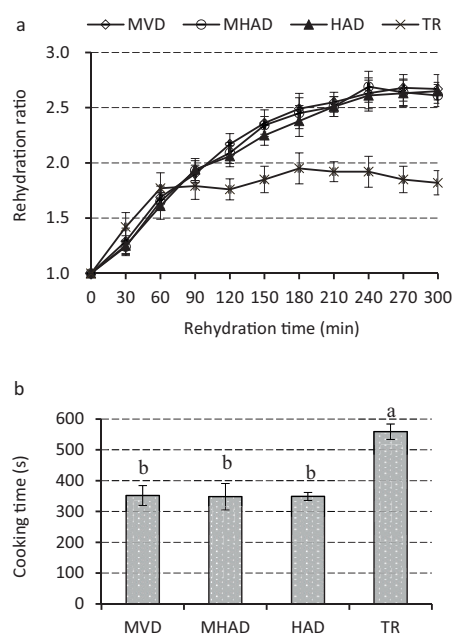 a
MVD MHAD HAD TR
3.0
2.5
2.0
1.5
1.0
Rehydration ratio
0 30 60 90 120 150 180 210 240 270 300
Rehydration time (min)
b
600
500
400
300
200
100
0
Cooking time (s)
b b b a
MVD MHAD HAD TR